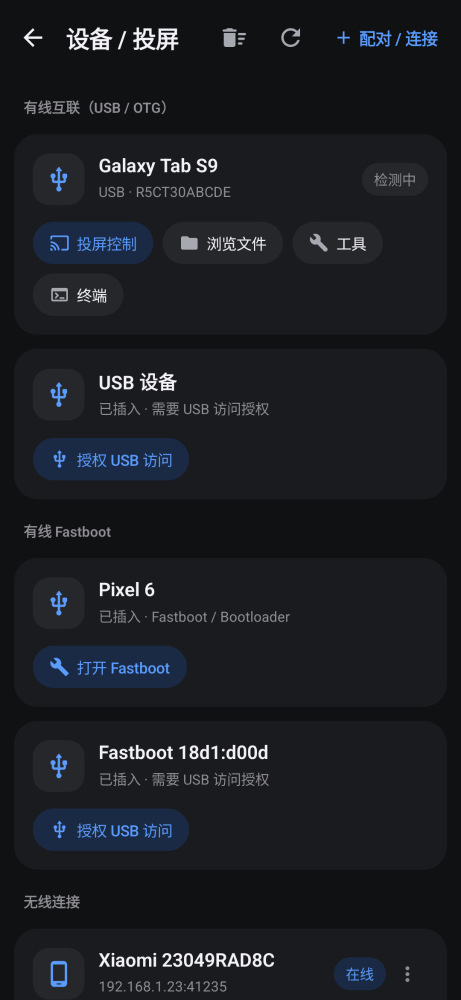 设备 / 投屏
配对 / 连接
有线互联（USB / OTG）
Galaxy Tab S9
USB · R5CT30ABCDE
检测中
投屏控制
浏览文件
工具
终端
USB 设备
已插入 · 需要 USB 访问授权
授权 USB 访问
有线 Fastboot
Pixel 6
已插入 · Fastboot / Bootloader
打开 Fastboot
Fastboot 18d1:d00d
已插入 · 需要 USB 访问授权
授权 USB 访问
无线连接
Xiaomi 23049RAD8C
192.168.1.23:41235
在线